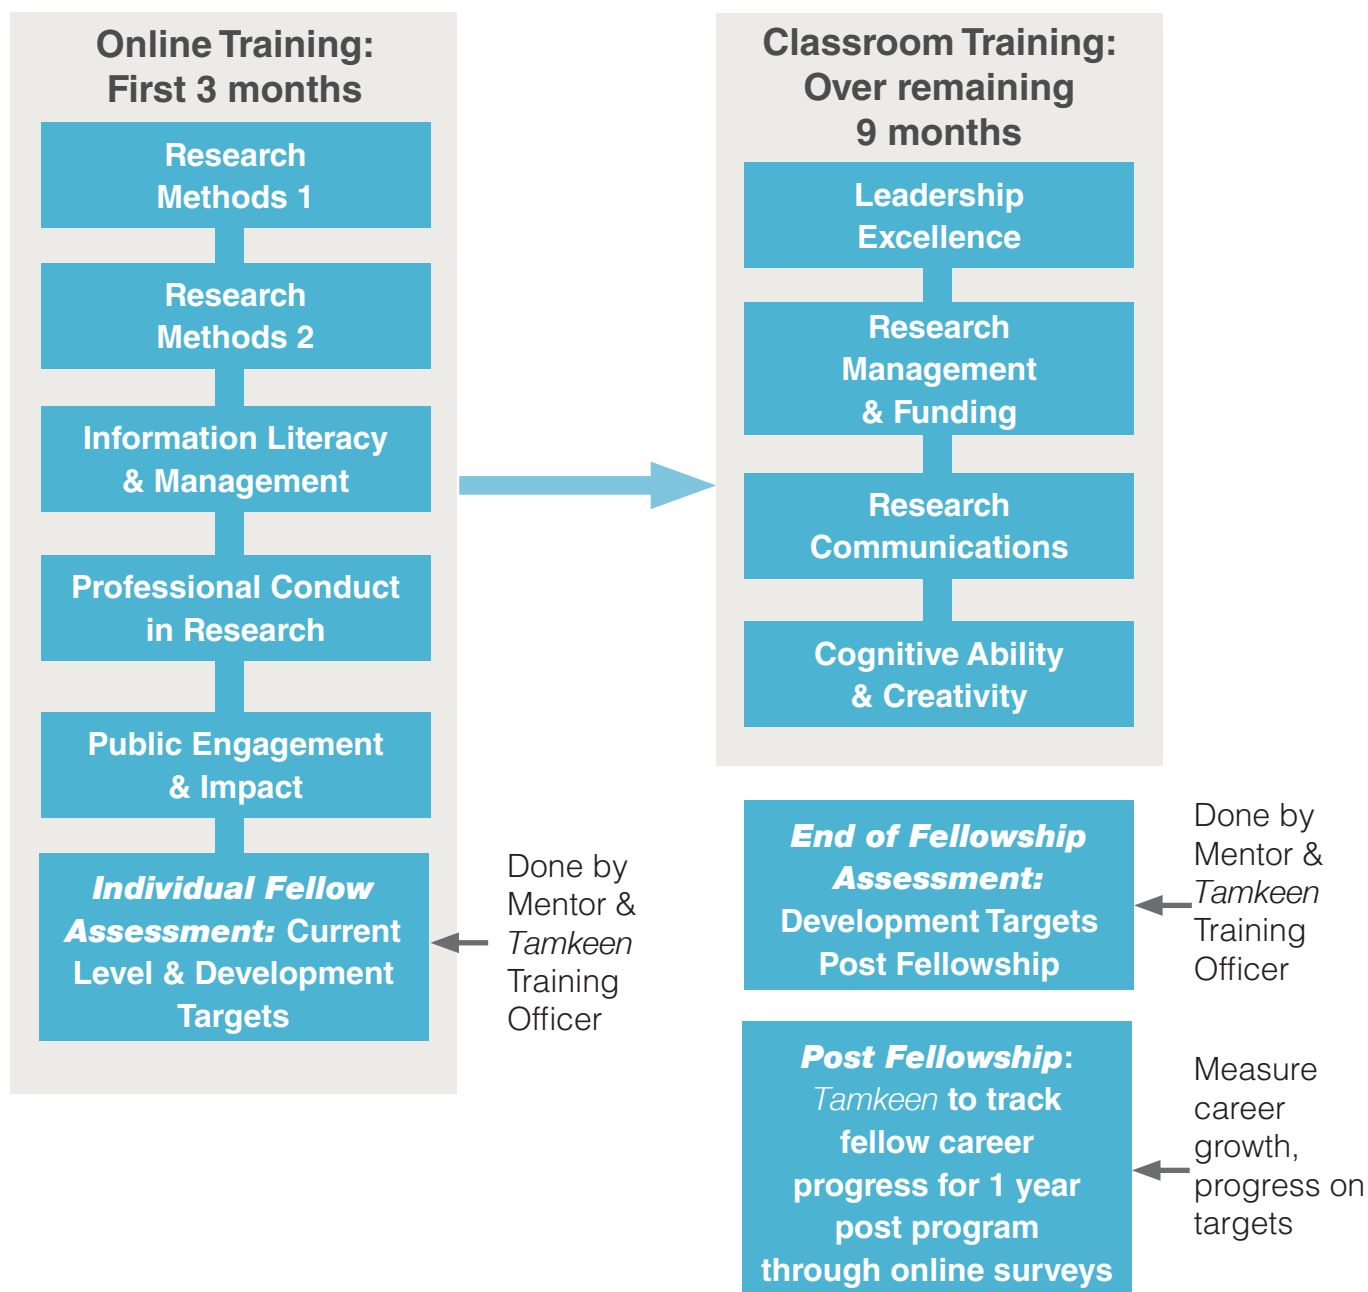 Online Training:
First 3 months
Research
Methods 1
Research
Methods 2
Information Literacy
& Management
Professional Conduct
in Research
Public Engagement
& Impact
Individual Fellow
Assessment: Current
Level & Development
Targets
Done by
Mentor &
Tamkeen
Training
Officer
Classroom Training:
Over remaining
9 months
Leadership
Excellence
Research
Management
& Funding
Research
Communications
Cognitive Ability
& Creativity
End of Fellowship
Assessment:
Development Targets
Post Fellowship
Done by
Mentor &
Tamkeen
Training
Officer
Post Fellowship:
Tamkeen to track
fellow career
progress for 1 year
post program
through online surveys
Measure
career
growth,
progress on
targets